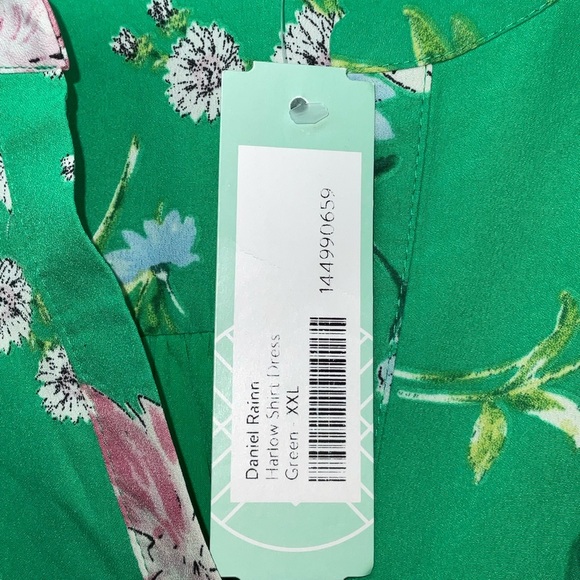 Daniel Rainn
Harlow Shirt Dress
Green - XXL
144990659